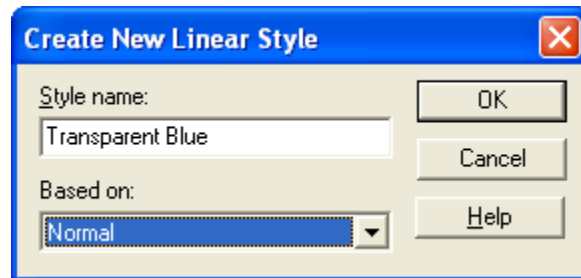 Create New Linear Style
Style name:
Transparent Blue
Based on:
Normal
OK
Cancel
Help